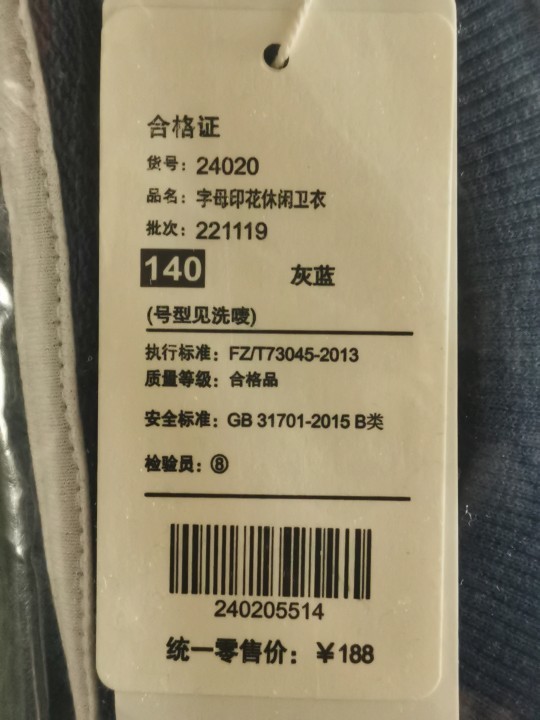 合格证
货号：24020
品名：字母印花休闲卫衣
批次：221119
140 灰蓝
(号型见洗唛)
执行标准：FZ/T73045-2013
质量等级：合格品
安全标准：GB 31701-2015 B类
检验员：⑧
240205514
统一零售价：￥188